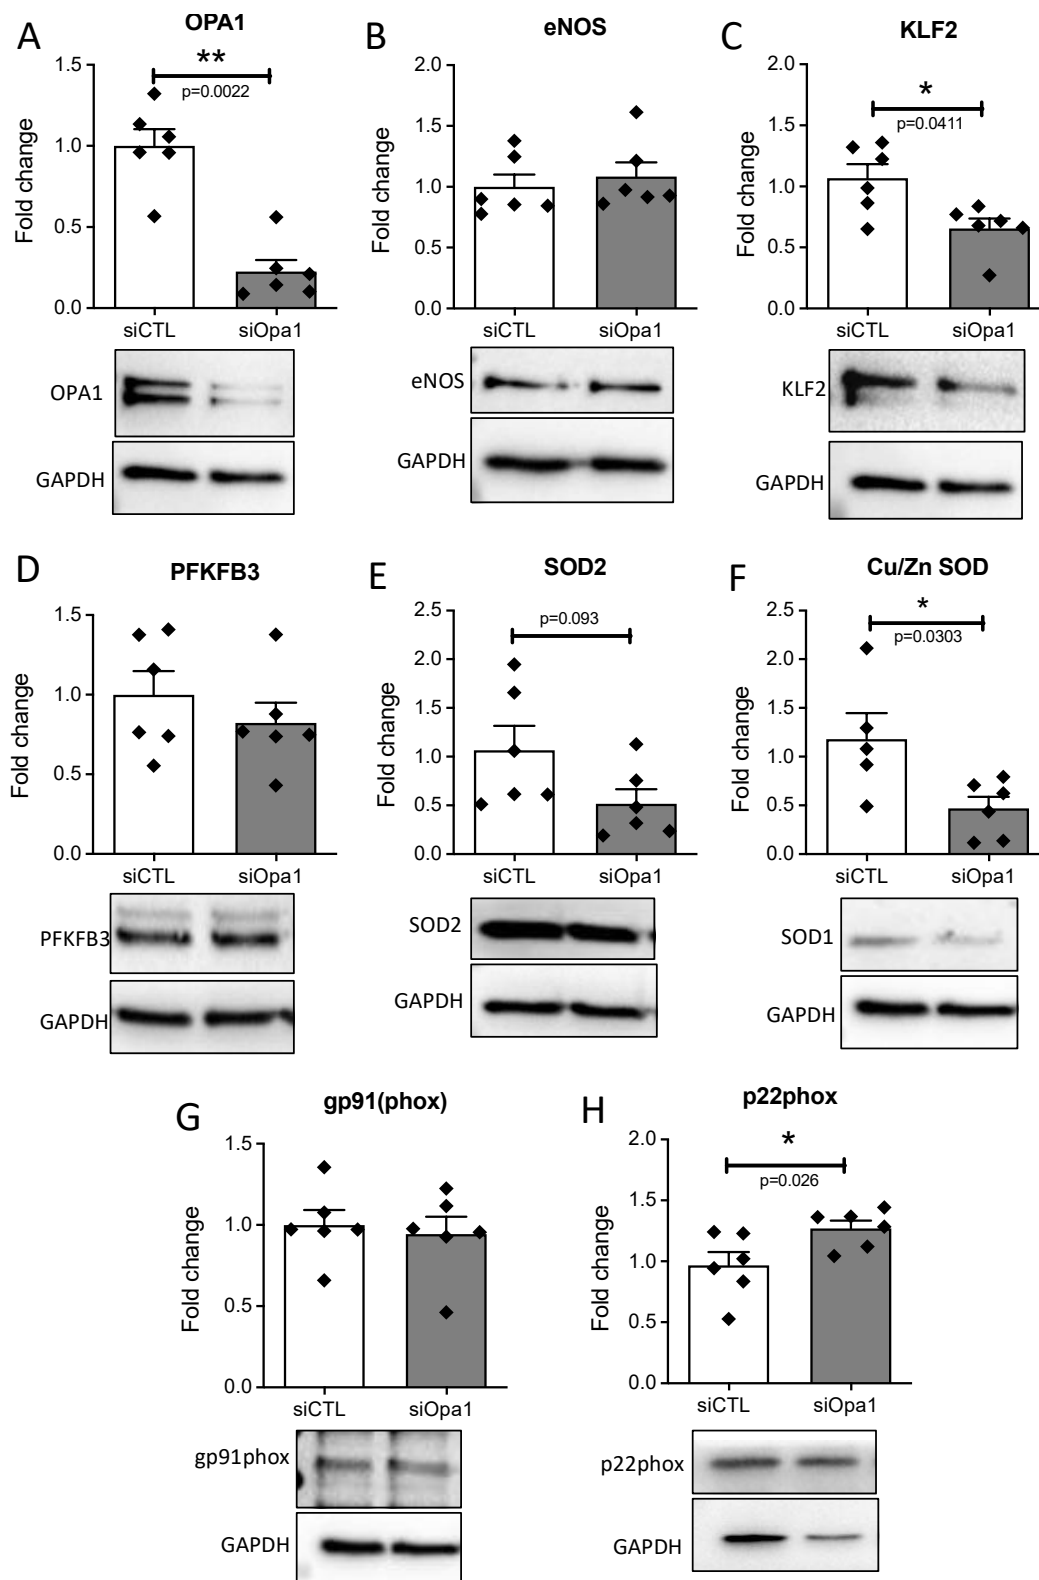 A
OPA1
**
p=0.0022
Fold change
1.5
1.0
0.5
0.0
siCTL
siOpa1
OPA1
GAPDH
B
eNOS
Fold change
2.0
1.5
1.0
0.5
0.0
siCTL
siOpa1
eNOS
GAPDH
C
KLF2
*
p=0.0411
Fold change
2.0
1.5
1.0
0.5
0.0
siCTL
siOpa1
KLF2
GAPDH
D
PFKFB3
Fold change
1.5
1.0
0.5
0.0
siCTL
siOpa1
PFKFB3
GAPDH
E
SOD2
p=0.093
Fold change
2.5
2.0
1.5
1.0
0.5
0.0
siCTL
siOpa1
SOD2
GAPDH
F
Cu/Zn SOD
*
p=0.0303
Fold change
2.5
2.0
1.5
1.0
0.5
0.0
siCTL
siOpa1
SOD1
GAPDH
G
gp91(phox)
Fold change
1.5
1.0
0.5
0.0
siCTL
siOpa1
gp91phox
GAPDH
H
p22phox
*
p=0.026
Fold change
2.0
1.5
1.0
0.5
0.0
siCTL
siOpa1
p22phox
GAPDH